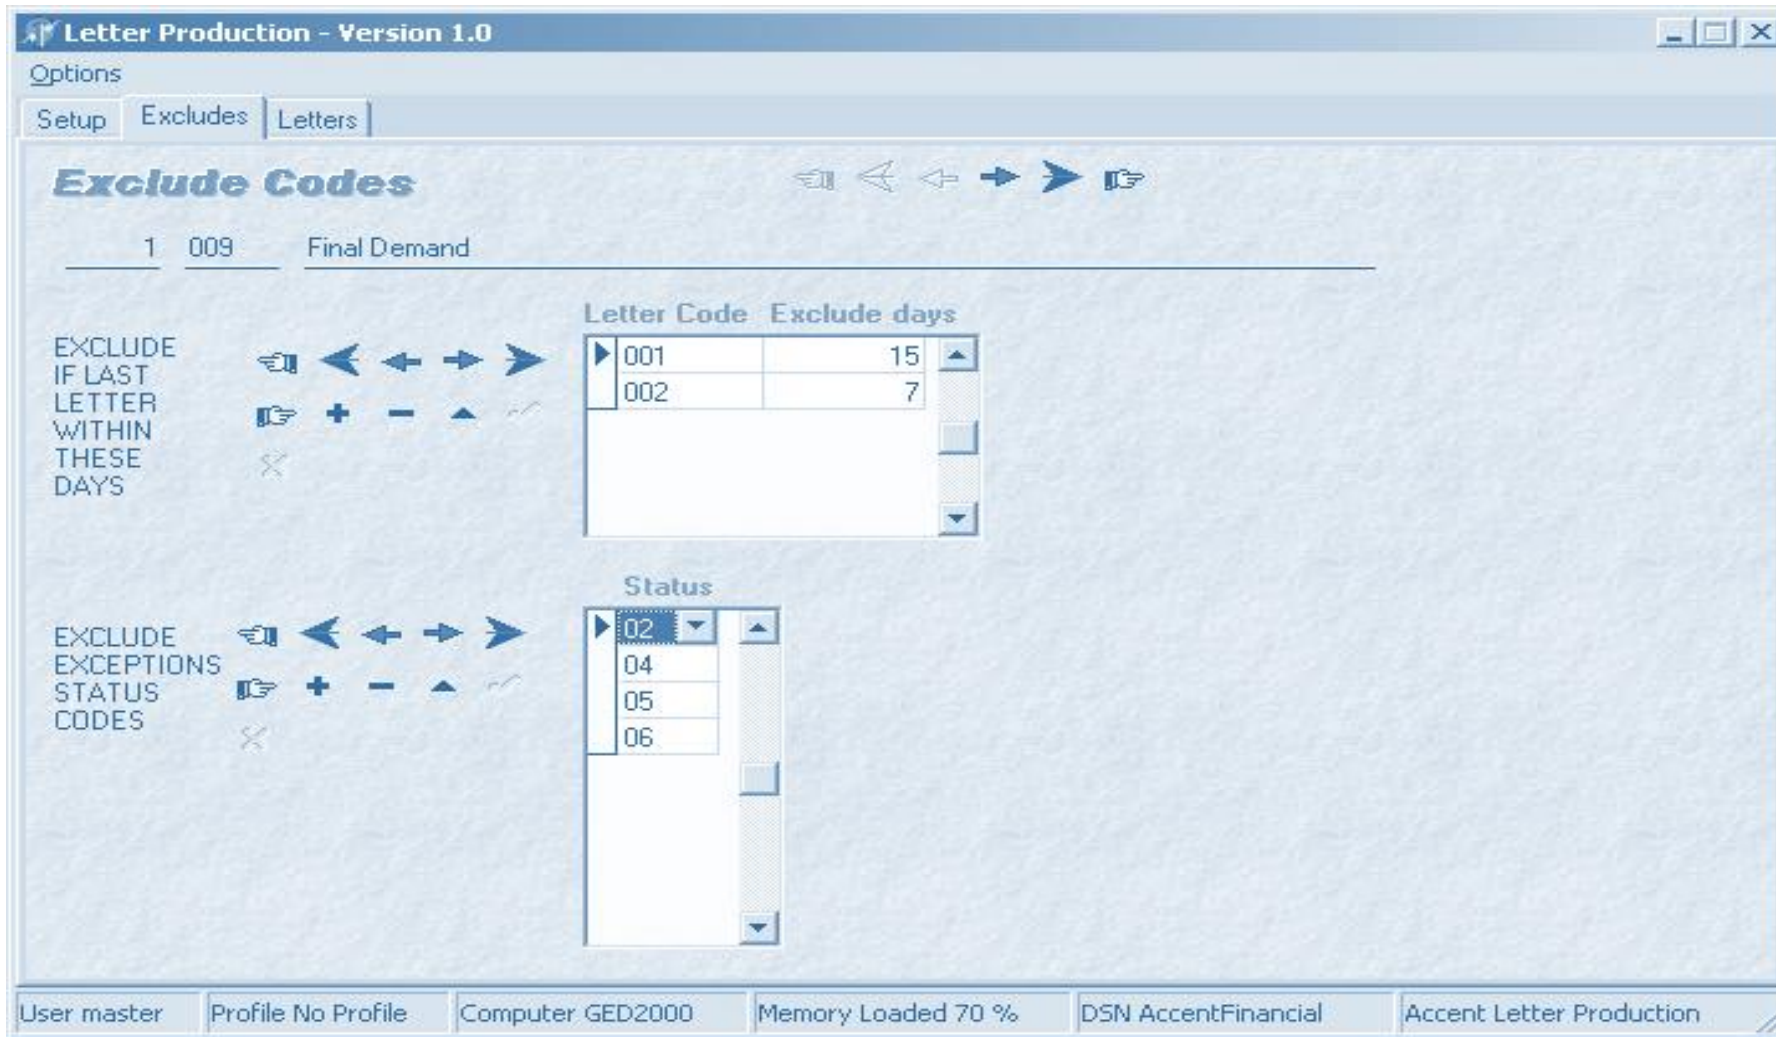 Letter Production - Version 1.0
Options
Setup Excludes Letters
Exclude Codes
1 009 Final Demand
Letter Code Exclude days
EXCLUDE
IF LAST
LETTER
WITHIN
THESE
DAYS
001 15
002 7
Status
EXCLUDE
EXCEPTIONS
STATUS
CODES
02
04
05
06
User master Profile No Profile Computer GED2000 Memory Loaded 70 % DSN AccentFinancial Accent Letter Production